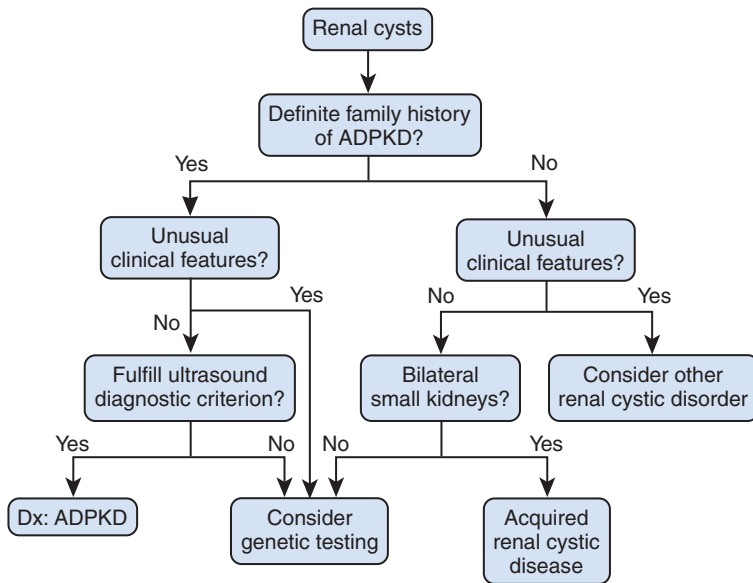 Renal cysts
Definite family history
of ADPKD?
Yes
No
Unusual
clinical features?
Unusual
clinical features?
No
Yes
No
Yes
Fulfill ultrasound
diagnostic criterion?
Bilateral
small kidneys?
Consider other
renal cystic disorder
Yes
No
No
Yes
Dx: ADPKD
Consider
genetic testing
Acquired
renal cystic
disease